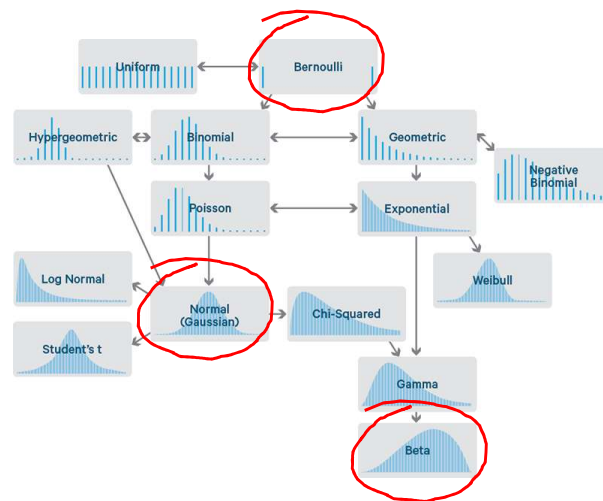 Uniform
Bernoulli
Hypergeometric
Binomial
Geometric
Negative
Binomial
Poisson
Exponential
Log Normal
Normal
(Gaussian)
Chi-Squared
Weibull
Student's t
Gamma
Beta